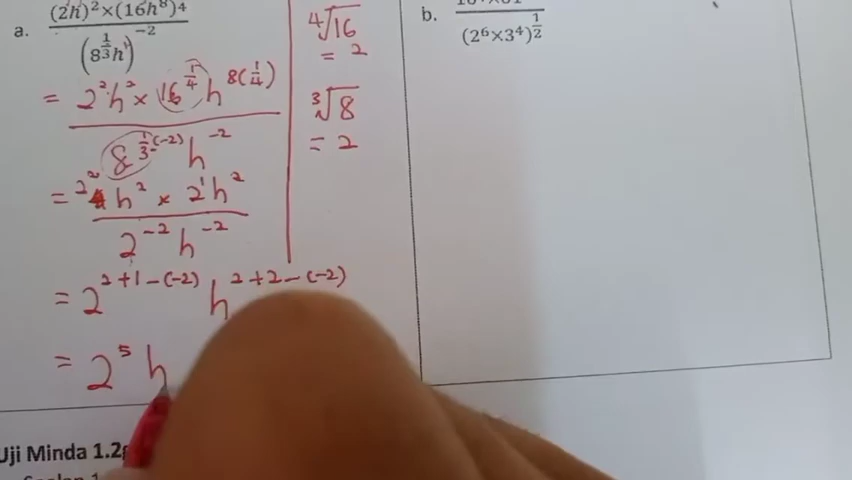 a. (2h)² × (16h⁸)^(1/4)
(8^(1/3)h)^(-2)
= 2²h² × 16^(1/4) h^(8(1/4))
8^(1/3(-2)) h^(-2)
= 2² h² × 2¹h²
2^(-2) h^(-2)
= 2^(2+1-(-2)) h^(2+2-(-2))
= 2⁵ h
⁴√16
= 2
³√8
= 2
b.
(2⁶×3⁴)^(1/2)
Uji Minda 1.2